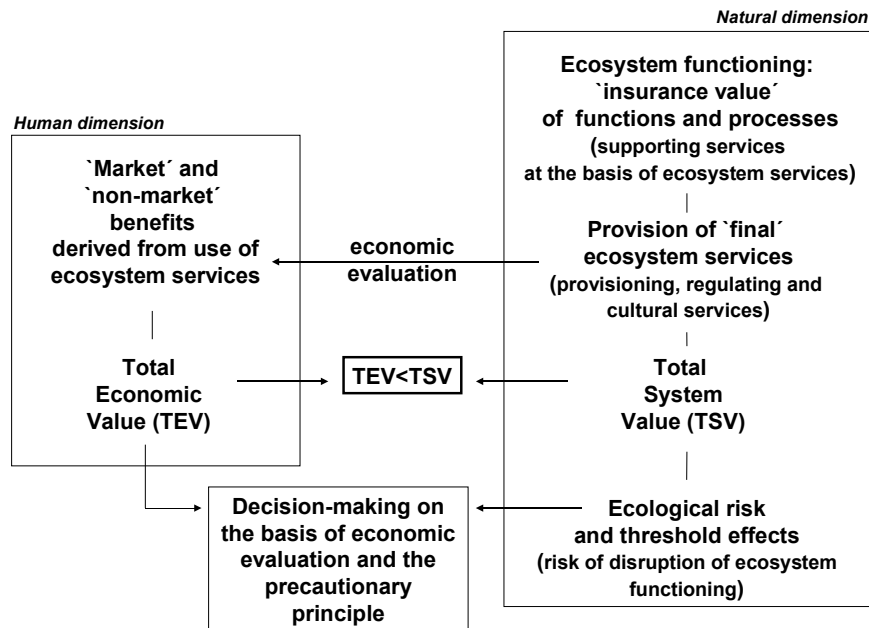 Natural dimension
Ecosystem functioning:
`insurance value´
of functions and processes
(supporting services
at the basis of ecosystem services)
Provision of `final´
ecosystem services
(provisioning, regulating and
cultural services)
Total
System
Value (TSV)
Ecological risk
and threshold effects
(risk of disruption of ecosystem
functioning)
Human dimension
`Market´ and
`non-market´
benefits
derived from use of
ecosystem services
Total
Economic
Value (TEV)
economic
evaluation
TEV<TSV
Decision-making on
the basis of economic
evaluation and the
precautionary
principle